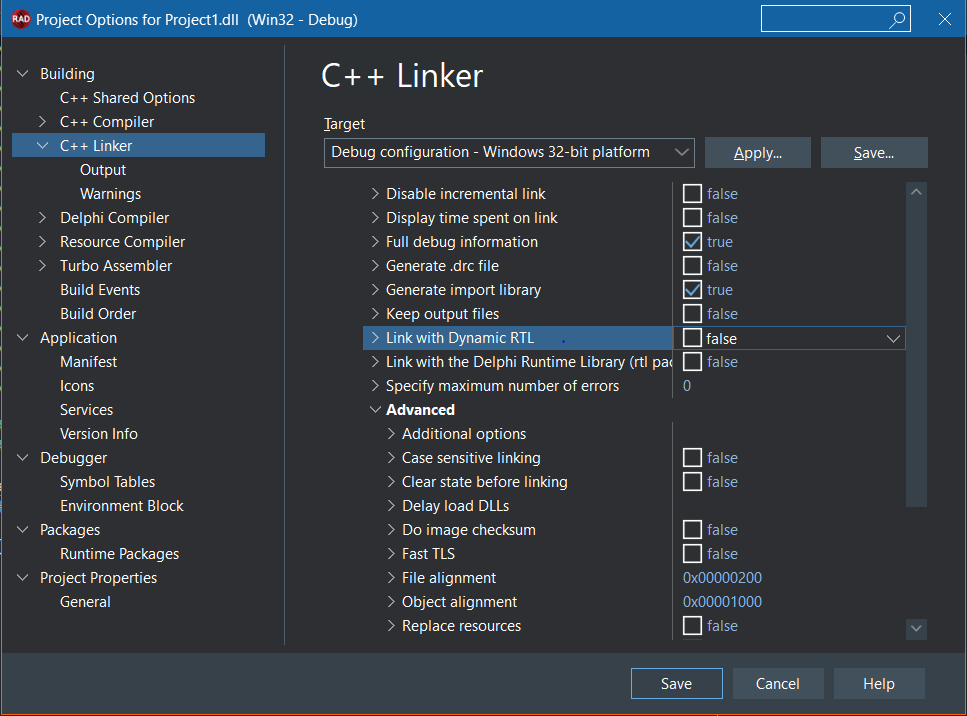 RAD Project Options for Project1.dll (Win32 - Debug)
Building
C++ Shared Options
C++ Compiler
C++ Linker
Output
Warnings
Delphi Compiler
Resource Compiler
Turbo Assembler
Build Events
Build Order
Application
Manifest
Icons
Services
Version Info
Debugger
Symbol Tables
Environment Block
Packages
Runtime Packages
Project Properties
General
C++ Linker
Target
Debug configuration - Windows 32-bit platform
Apply...
Save...
Disable incremental link false
Display time spent on link false
Full debug information true
Generate .drc file false
Generate import library true
Keep output files false
Link with Dynamic RTL false
Link with the Delphi Runtime Library (rtl pac false
Specify maximum number of errors 0
Advanced
Additional options
Case sensitive linking false
Clear state before linking false
Delay load DLLs
Do image checksum false
Fast TLS false
File alignment 0x00000200
Object alignment 0x00001000
Replace resources false
Save
Cancel
Help